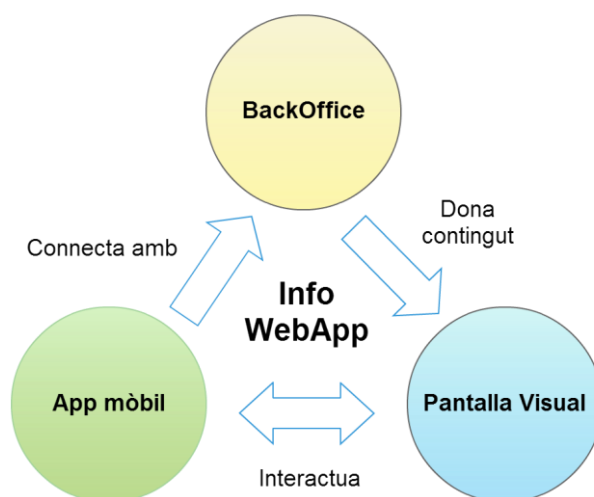 BackOffice
Connecta amb
Dona
contingut
Info
WebApp
App mòbil
Pantalla Visual
Interactua